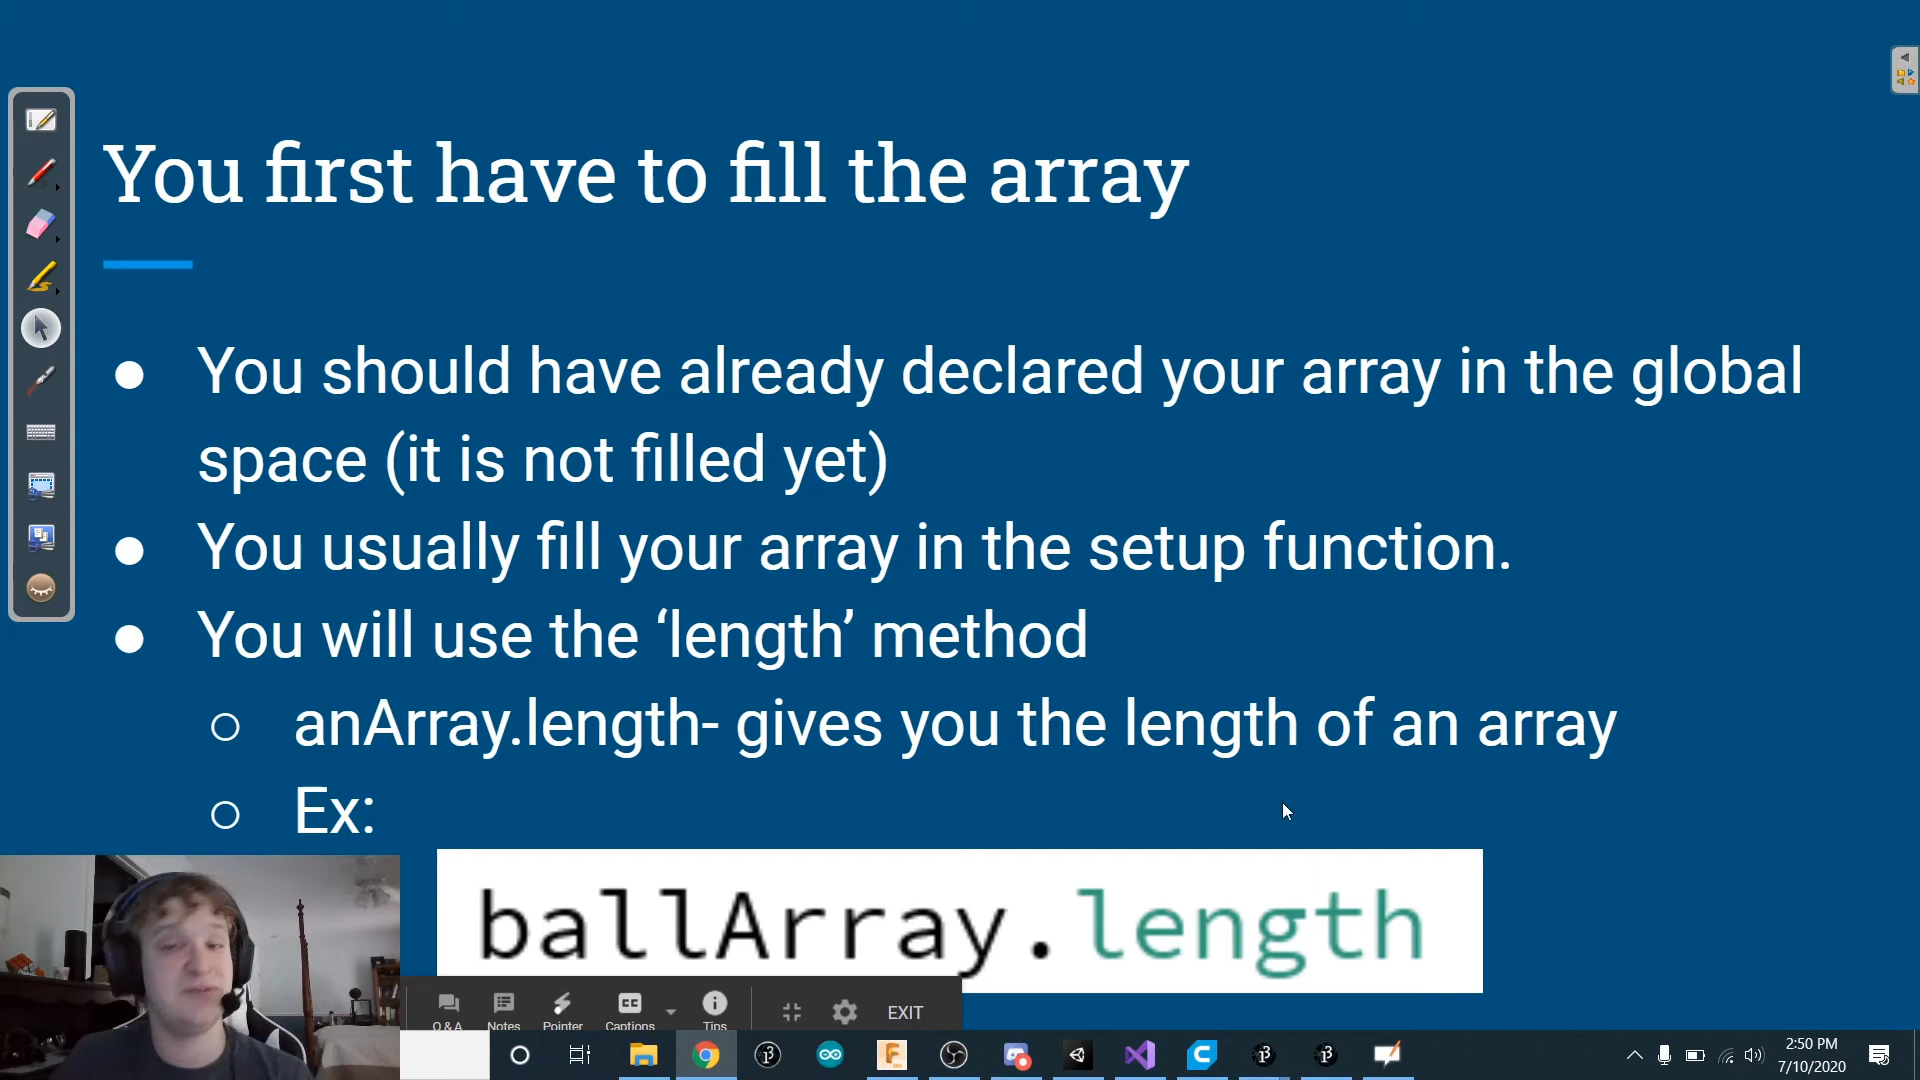 You first have to fill the array
● You should have already declared your array in the global
space (it is not filled yet)
● You usually fill your array in the setup function.
● You will use the ‘length’ method
○ anArray.length- gives you the length of an array
○ Ex:
ballArray.length
Q & A
Notes
Pointer
CC
Captions
Tips
EXIT
2:50 PM
7/10/2020